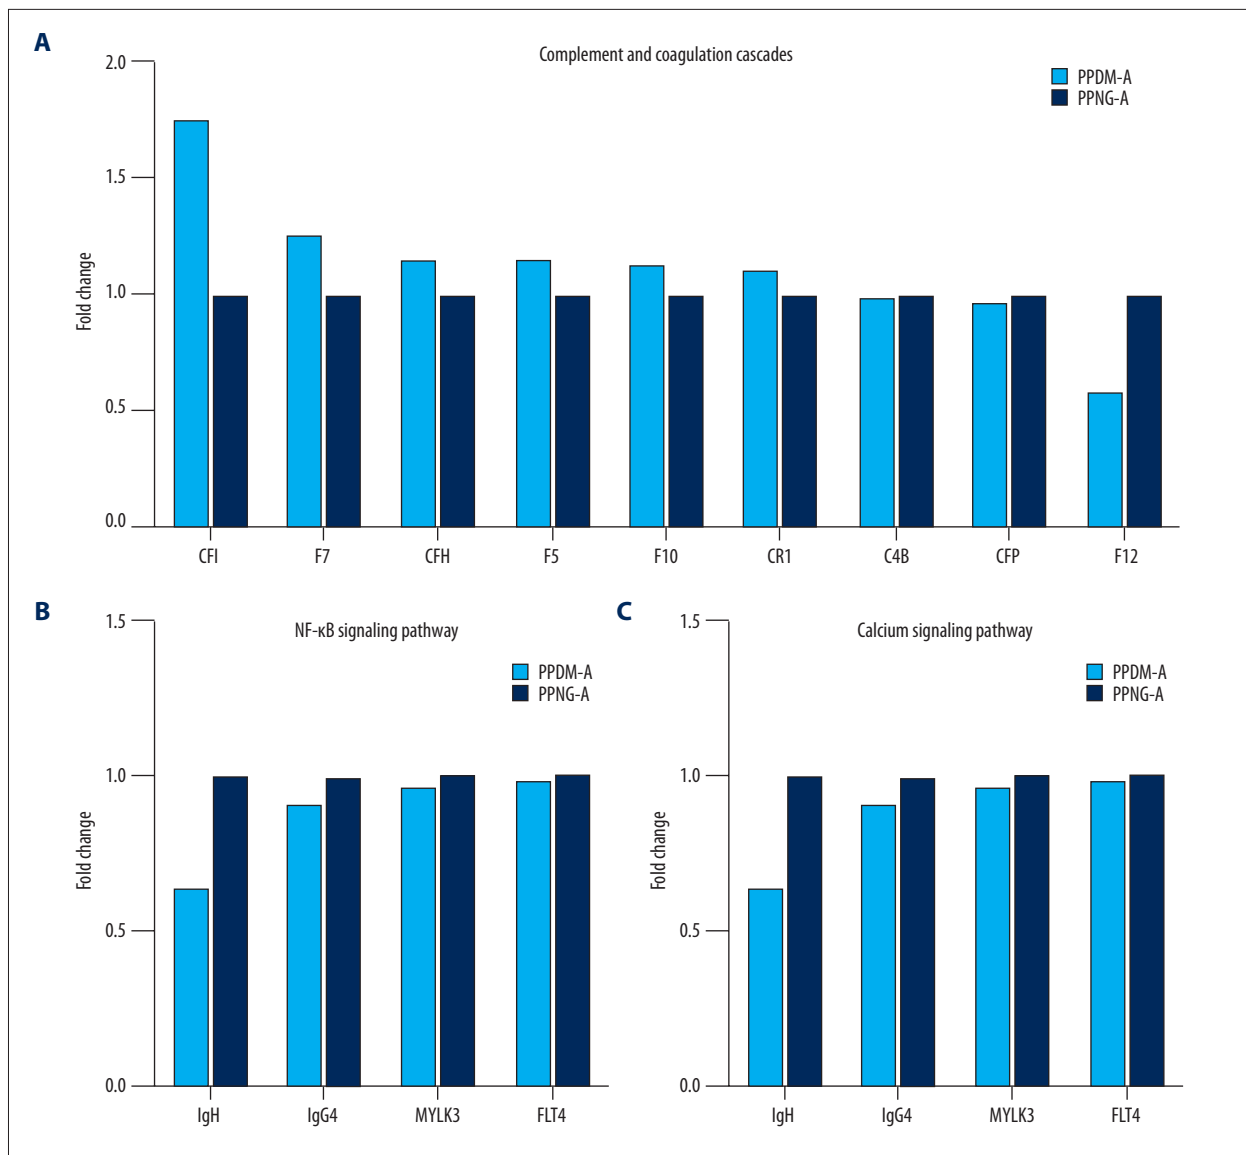 A
Complement and coagulation cascades
PPDM-A
PPNG-A
2.0
1.5
1.0
0.5
0.0
Fold change
CFI F7 CFH F5 F10 CR1 C4B CFP F12
B
NF-κB signaling pathway
PPDM-A
PPNG-A
1.5
1.0
0.5
0.0
Fold change
IgH IgG4 MYLK3 FLT4
C
Calcium signaling pathway
PPDM-A
PPNG-A
1.5
1.0
0.5
0.0
Fold change
IgH IgG4 MYLK3 FLT4